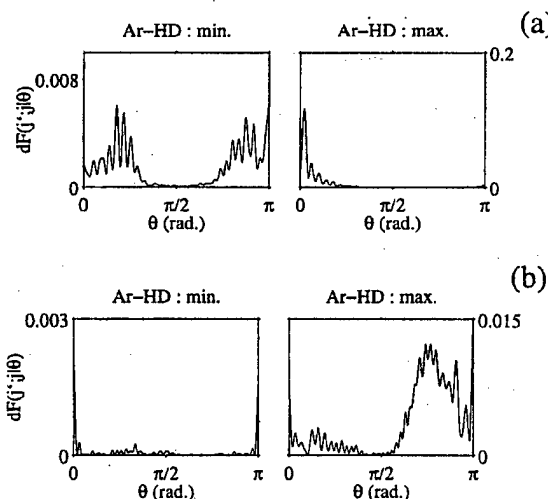 (a)
Ar–HD : min.
Ar–HD : max.
0.008
0.2
dF(j';j|θ)
0
0
0
π/2
π
0
π/2
π
θ (rad.)
θ (rad.)
(b)
Ar–HD : min.
Ar–HD : max.
0.003
0.015
dF(j';j|θ)
0
0
0
π/2
π
0
π/2
π
θ (rad.)
θ (rad.)